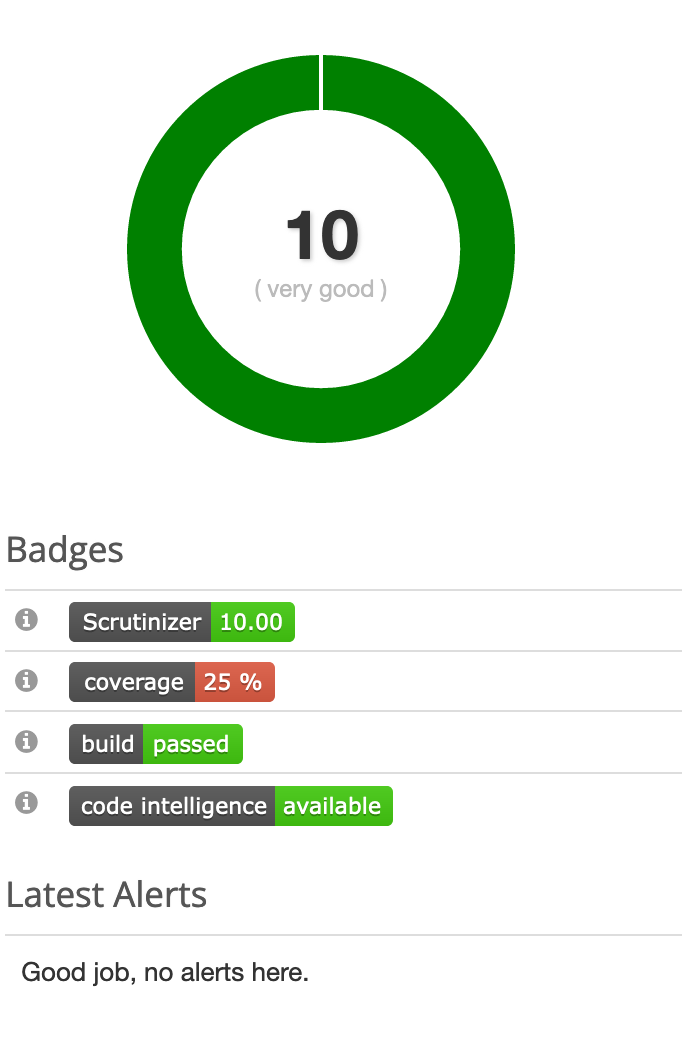 10
( very good )
Badges
Scrutinizer 10.00
coverage 25 %
build passed
code intelligence available
Latest Alerts
Good job, no alerts here.